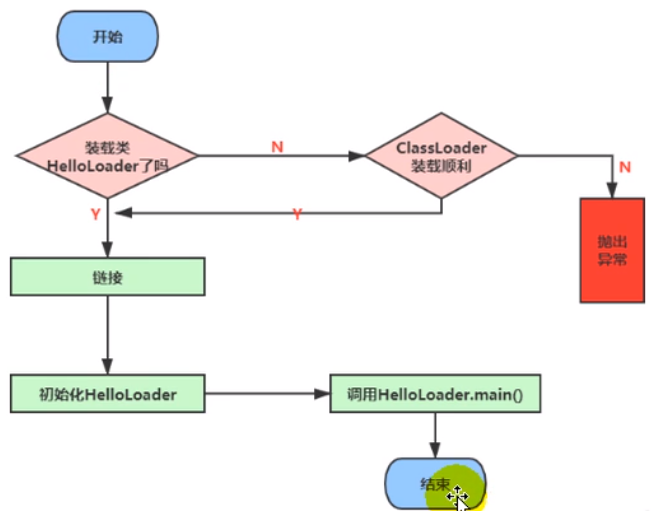 开始
装载类
HelloLoader了吗
N
ClassLoader
装载顺利
N
Y
Y
抛出
异常
链接
初始化HelloLoader
调用HelloLoader.main()
结束